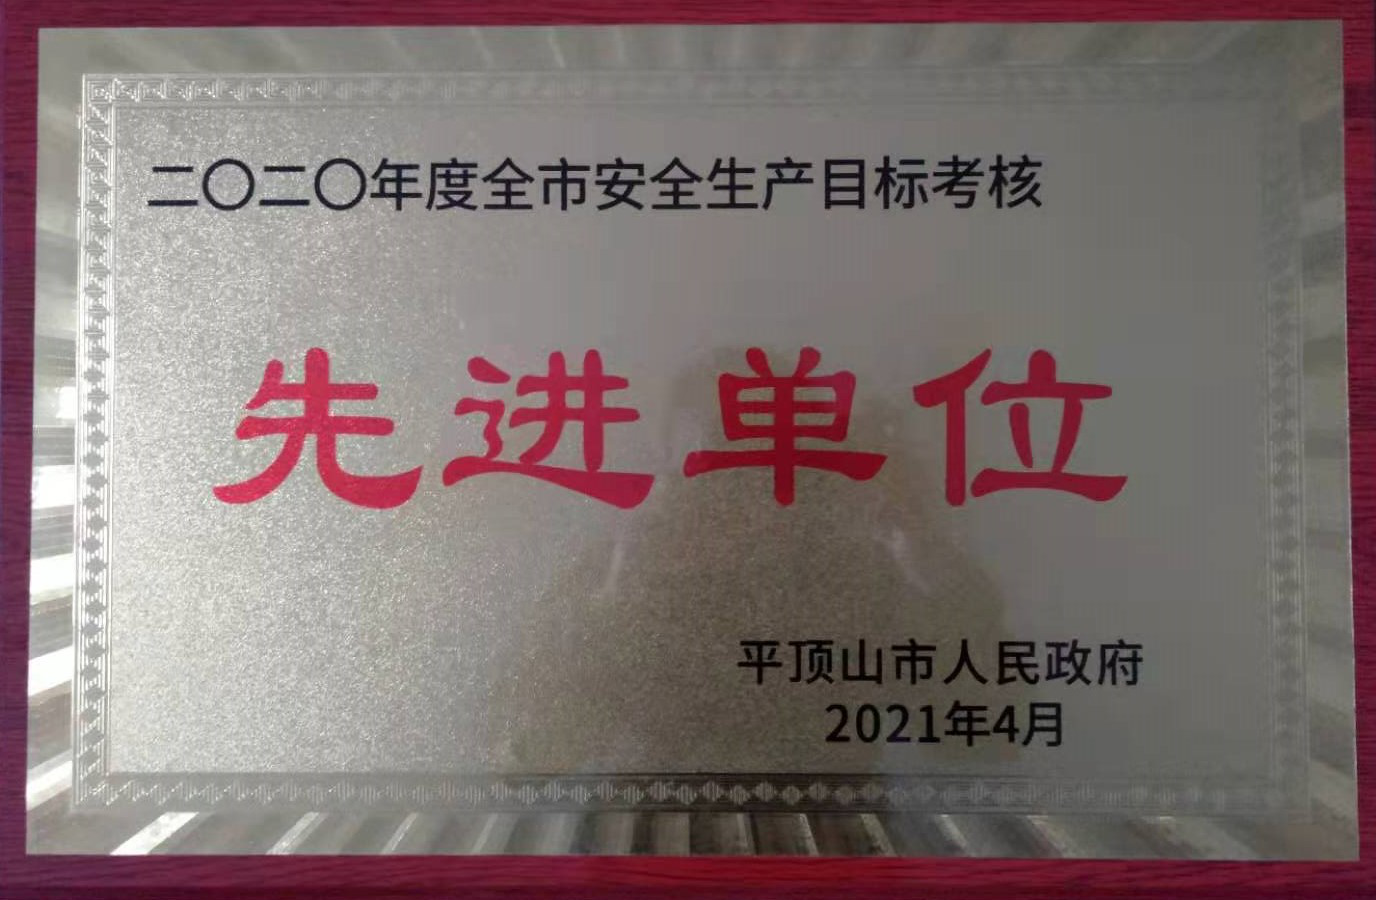 二〇二〇年度全市安全生产目标考核
先进单位
平顶山市人民政府
2021年4月